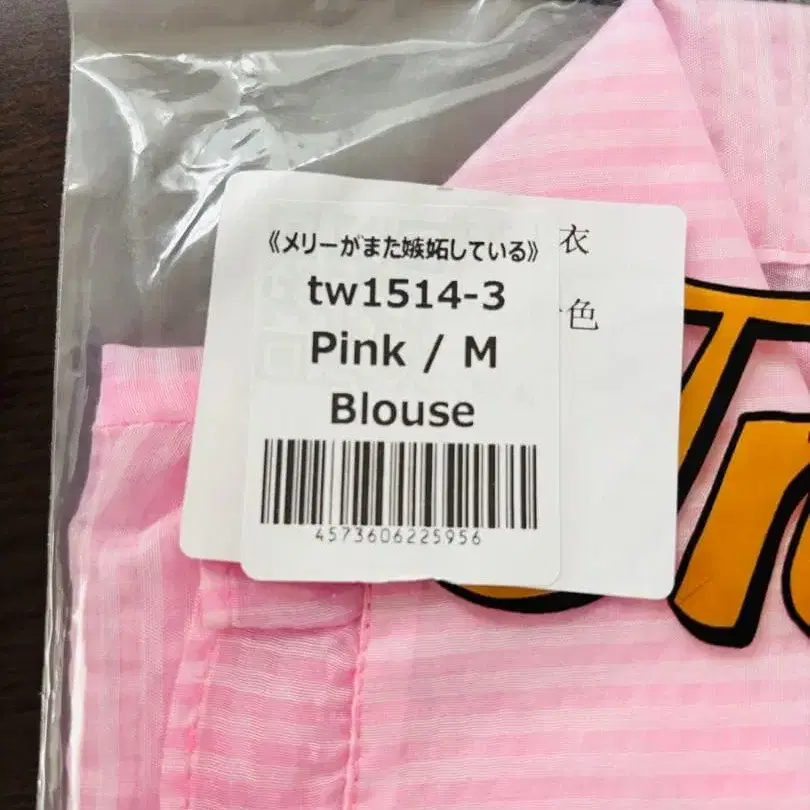 《メリーがまた嫉妬している》
tw1514-3
Pink / M
Blouse
4573606225956
衣
色